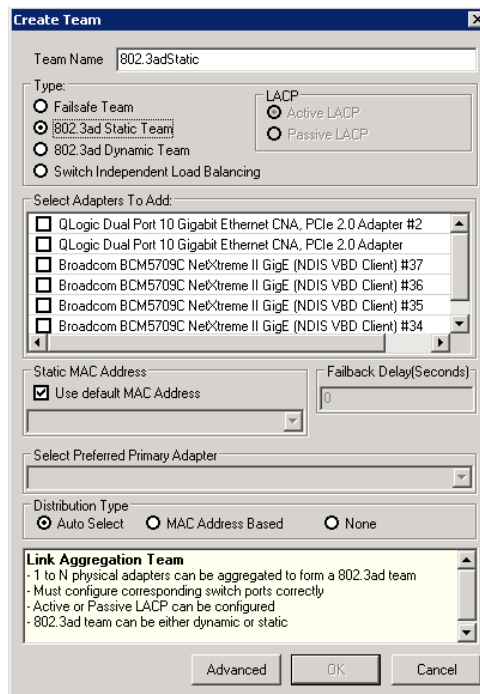 Create Team
Team Name 802.3adStatic
Type:
Failsafe Team
802.3ad Static Team
802.3ad Dynamic Team
Switch Independent Load Balancing
LACP
Active LACP
Passive LACP
Select Adapters To Add:
QLogic Dual Port 10 Gigabit Ethernet CNA, PCIe 2.0 Adapter #2
QLogic Dual Port 10 Gigabit Ethernet CNA, PCIe 2.0 Adapter
Broadcom BCM5709C NetXtreme II GigE (NDIS VBD Client) #37
Broadcom BCM5709C NetXtreme II GigE (NDIS VBD Client) #36
Broadcom BCM5709C NetXtreme II GigE (NDIS VBD Client) #35
Broadcom BCM5709C NetXtreme II GigE (NDIS VBD Client) #34
Static MAC Address
Use default MAC Address
Failback Delay(Seconds)
0
Select Preferred Primary Adapter
Distribution Type
Auto Select MAC Address Based None
Link Aggregation Team
- 1 to N physical adapters can be aggregated to form a 802.3ad team
- Must configure corresponding switch ports correctly
- Active or Passive LACP can be configured
- 802.3ad team can be either dynamic or static
Advanced OK Cancel